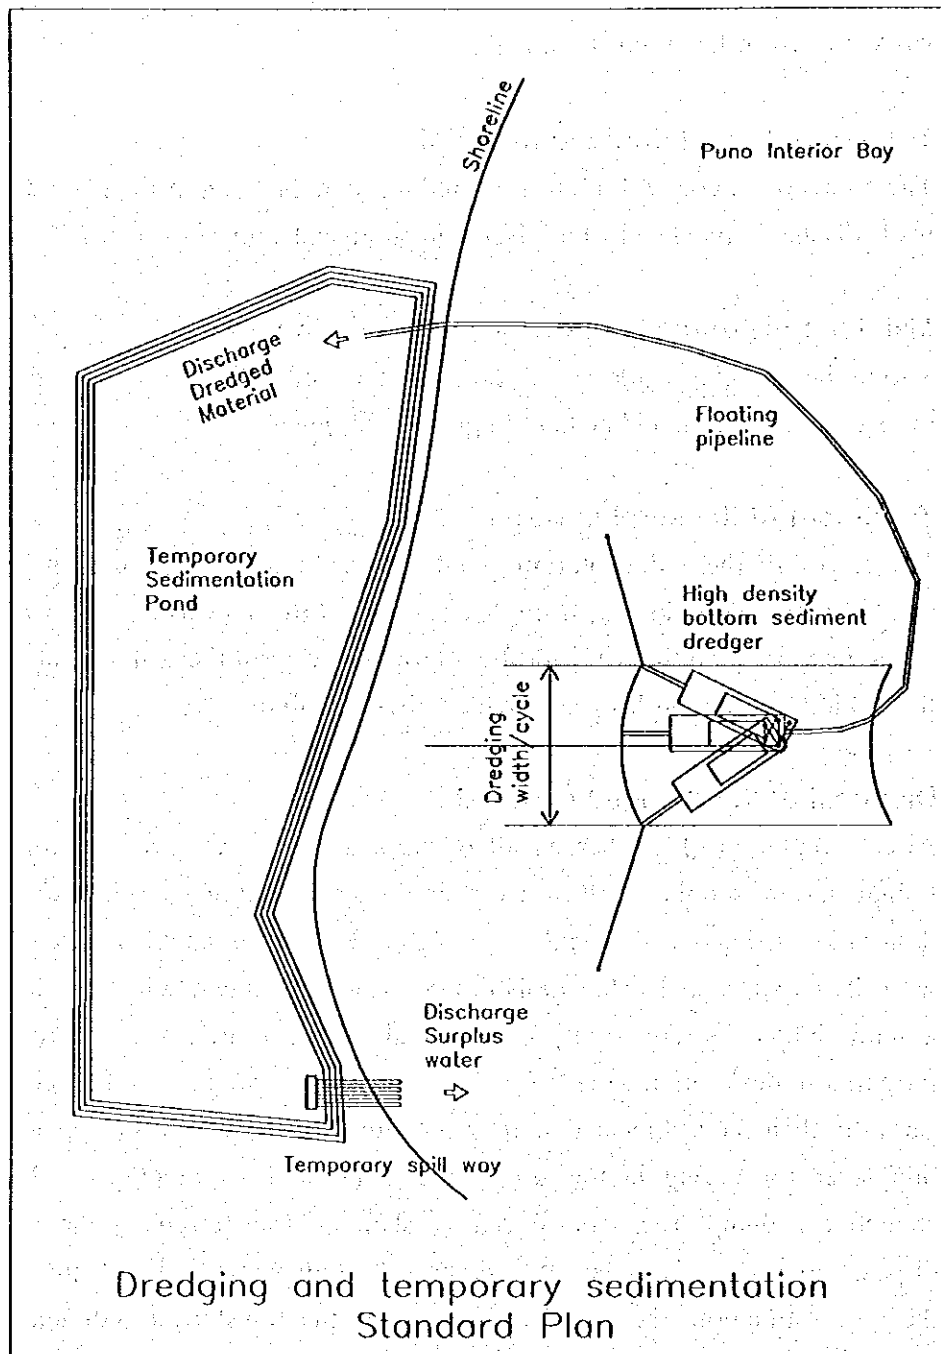 Shoreline
Puno Interior Bay
Discharge
Dredged
Material
Floating
pipeline
Temporary
Sedimentation
Pond
High density
bottom sediment
dredger
Dredging
width/cycle
Discharge
Surplus
water
Temporary spill way
Dredging and temporary sedimentation
Standard Plan